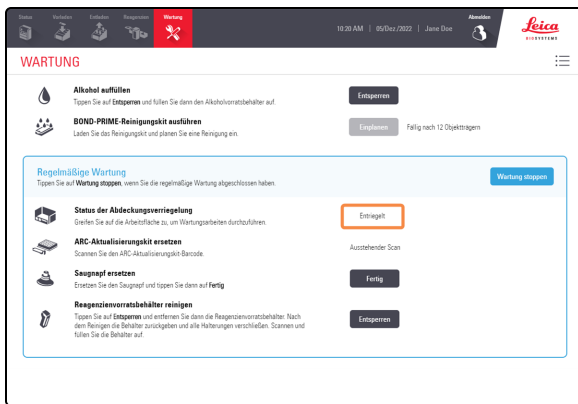 Status Vorladen Entladen Reagenzien Wartung
10:20 AM | 05/Dez./2022 | Jane Doe
Abmelden
Leica
BIOSYSTEMS
WARTUNG
Alkohol auffüllen
Tippen Sie auf Entsperren und füllen Sie dann den Alkoholvorratsbehälter auf.
Entsperren
BOND-PRIME-Reinigungskit ausführen
Laden Sie das Reinigungskit und planen Sie eine Reinigung ein.
Einplanen
Fällig nach 12 Objektträgern
Regelmäßige Wartung
Tippen Sie auf Wartung stoppen, wenn Sie die regelmäßige Wartung abgeschlossen haben.
Wartung stoppen
Status der Abdeckungsverriegelung
Greifen Sie auf die Arbeitsfläche zu, um Wartungsarbeiten durchzuführen.
Entriegelt
ARC-Aktualisierungskit ersetzen
Scannen Sie den ARC-Aktualisierungskit-Barcode.
Ausstehender Scan
Saugnapf ersetzen
Ersetzen Sie den Saugnapf und tippen Sie dann auf Fertig
Fertig
Reagenzienvorratsbehälter reinigen
Tippen Sie auf Entsperren und entfernen Sie dann die Reagenzienvorratsbehälter. Nach
dem Reinigen die Behälter zurückgeben und alle Halterungen verschließen. Scannen und
füllen Sie die Behälter auf.
Entsperren